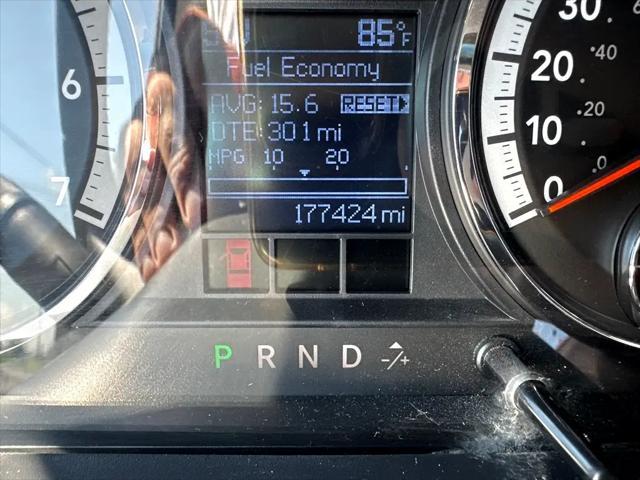 85°F
Fuel Economy
AVG: 15.6 RESET
DTE: 301 mi
MPG 10 20
177424 mi
P R N D -/+
6
7
30
20
10
0
40
20
0